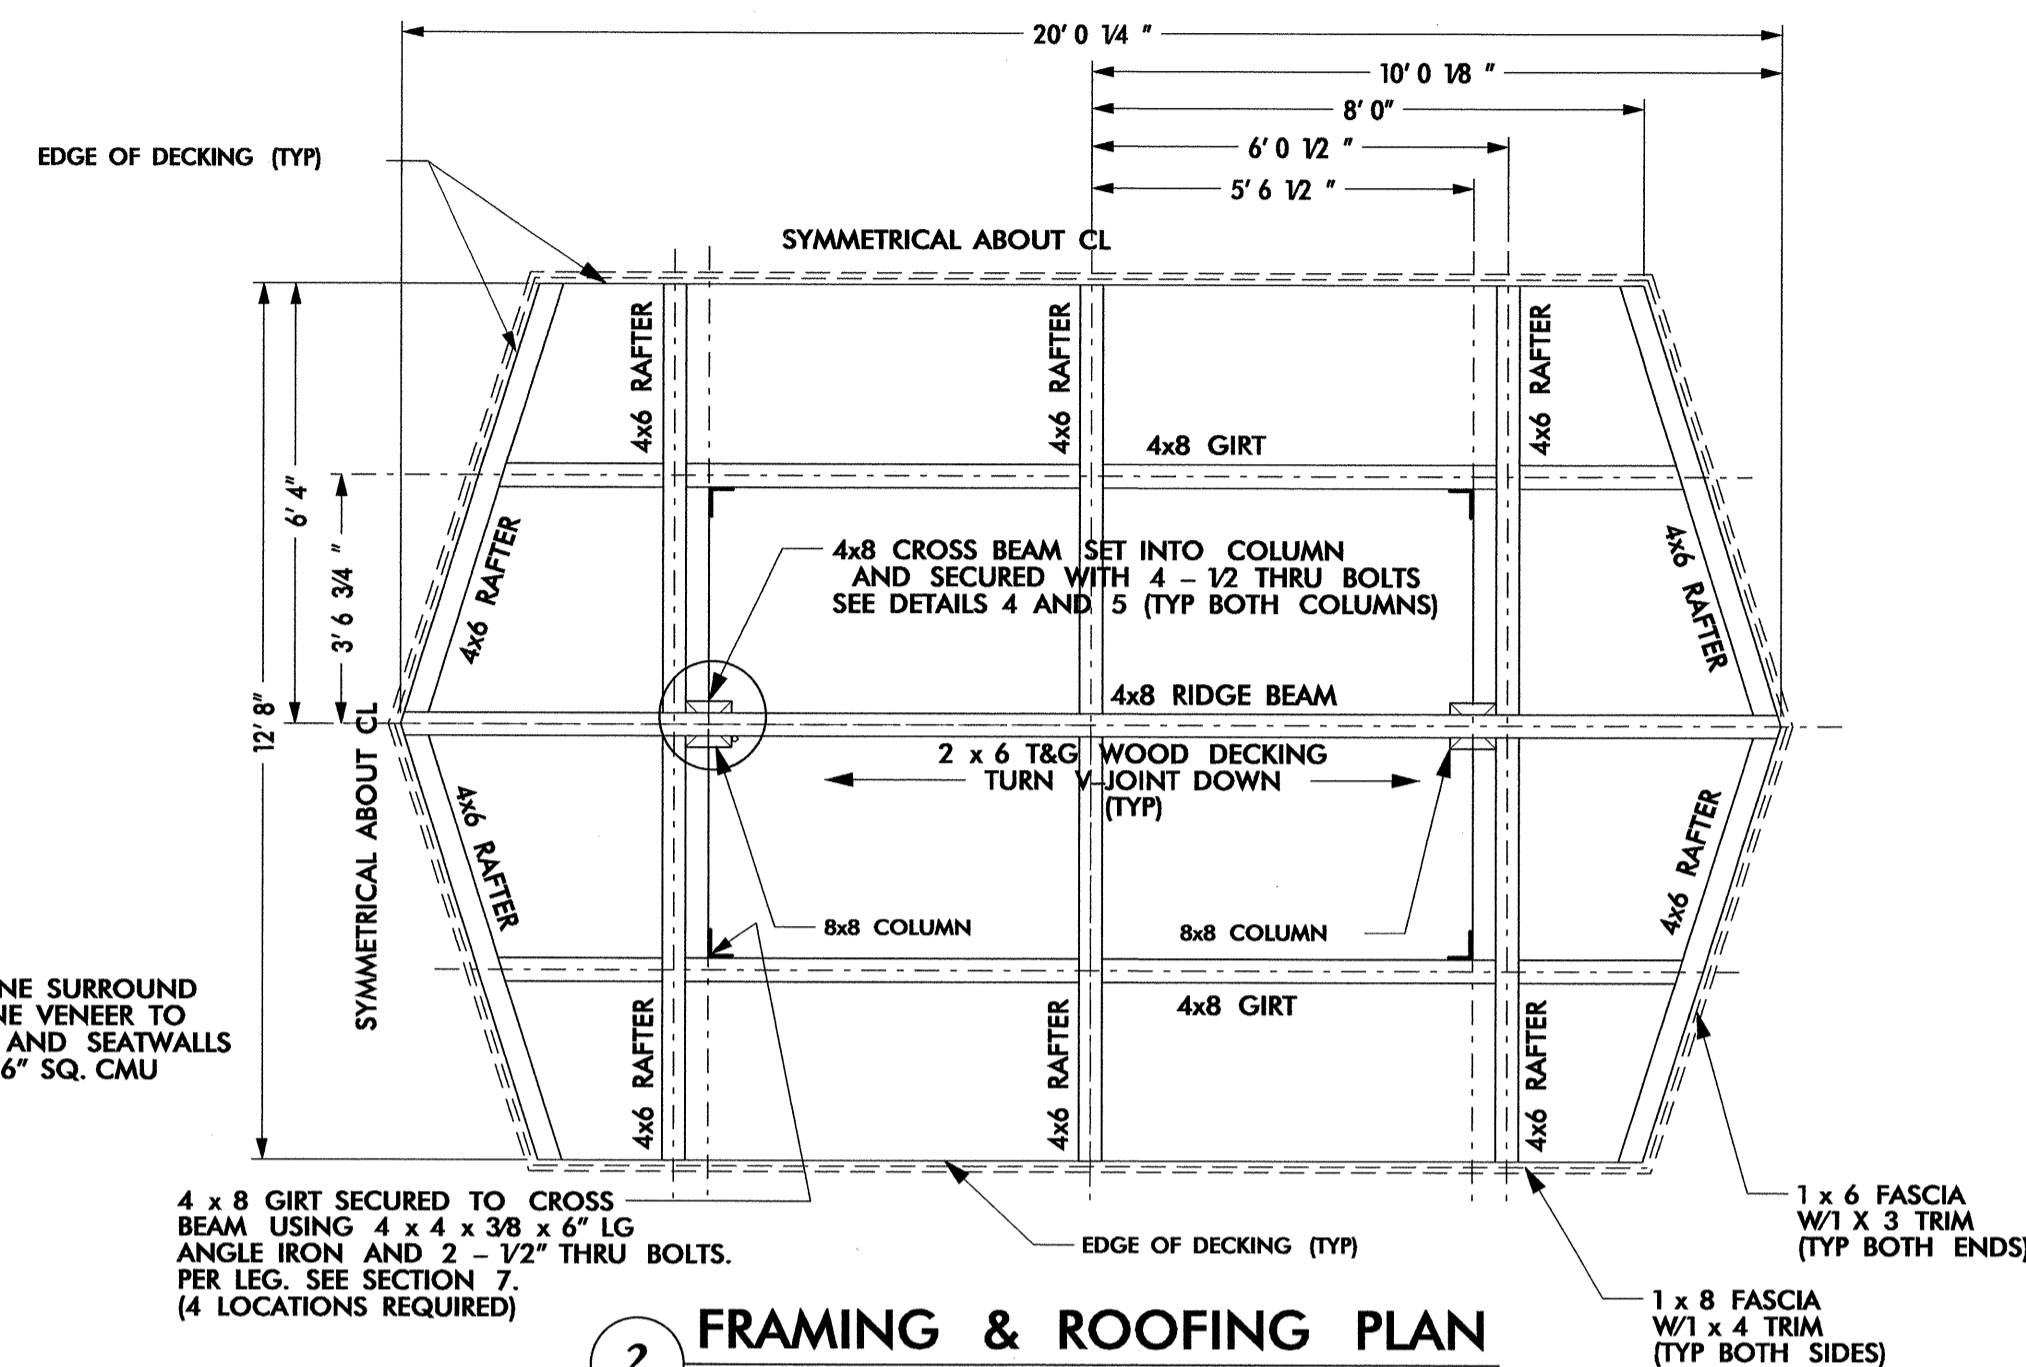 20' 0 1/4 "
10' 0 1/8 "
8' 0"
6' 0 1/2 "
5' 6 1/2 "
EDGE OF DECKING (TYP)
SYMMETRICAL ABOUT CL
4x6 RAFTER
4x6 RAFTER
4x6 RAFTER
4x8 GIRT
6' 4"
3' 6 3/4 "
12' 8"
4x6 RAFTER
4x6 RAFTER
4x8 CROSS BEAM SET INTO COLUMN
AND SECURED WITH 4 – 1/2 THRU BOLTS
SEE DETAILS 4 AND 5 (TYP BOTH COLUMNS)
4x8 RIDGE BEAM
SYMMETRICAL ABOUT CL
2 x 6 T&G WOOD DECKING
TURN V-JOINT DOWN
(TYP)
4x6 RAFTER
4x6 RAFTER
8x8 COLUMN
8x8 COLUMN
NE SURROUND
NE VENEER TO
AND SEATWALLS
6" SQ. CMU
4x8 GIRT
4x6 RAFTER
4x6 RAFTER
4x6 RAFTER
4 x 8 GIRT SECURED TO CROSS
BEAM USING 4 x 4 x 3/8 x 6" LG
ANGLE IRON AND 2 – 1/2" THRU BOLTS.
PER LEG. SEE SECTION 7.
(4 LOCATIONS REQUIRED)
EDGE OF DECKING (TYP)
1 x 6 FASCIA
W/1 X 3 TRIM
(TYP BOTH ENDS)
1 x 8 FASCIA
W/1 x 4 TRIM
(TYP BOTH SIDES)
2 FRAMING & ROOFING PLAN